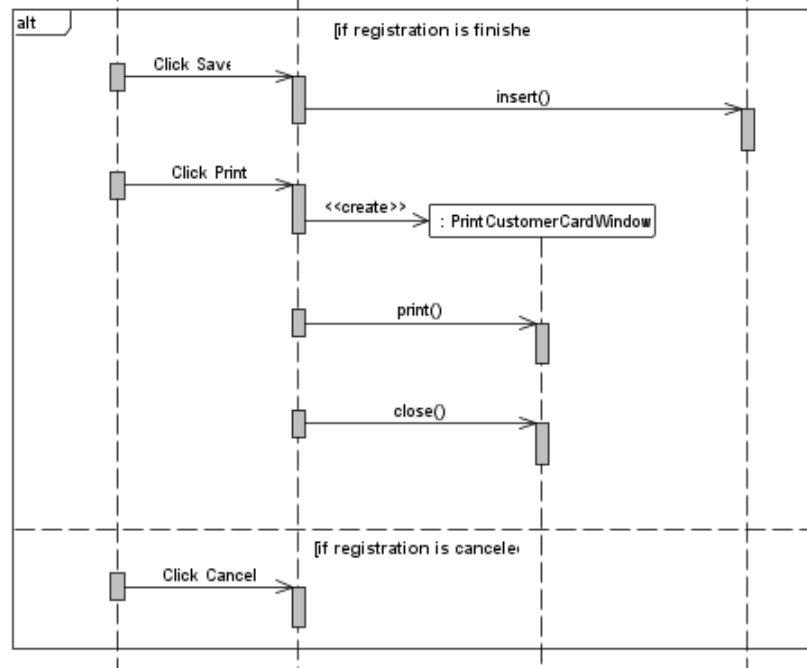 alt
[if registration is finishe
Click Save
insert()
Click Print
<<create>>
: PrintCustomerCardWindow
print()
close()
[if registration is cancele
Click Cancel